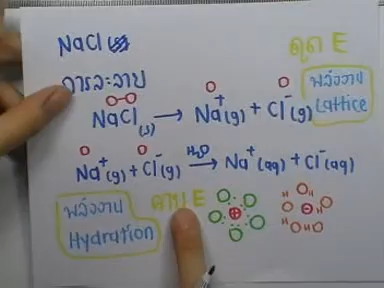 NaCl
ดูด E
การละลาย
NaCl(s) → Na⁺(g) + Cl⁻(g)
พลังงาน
Lattice
Na⁺(g) + Cl⁻(g) H₂O→ Na⁺(aq) + Cl⁻(aq)
พลังงาน
Hydration
คาย E
H O H
H O H
H O H O